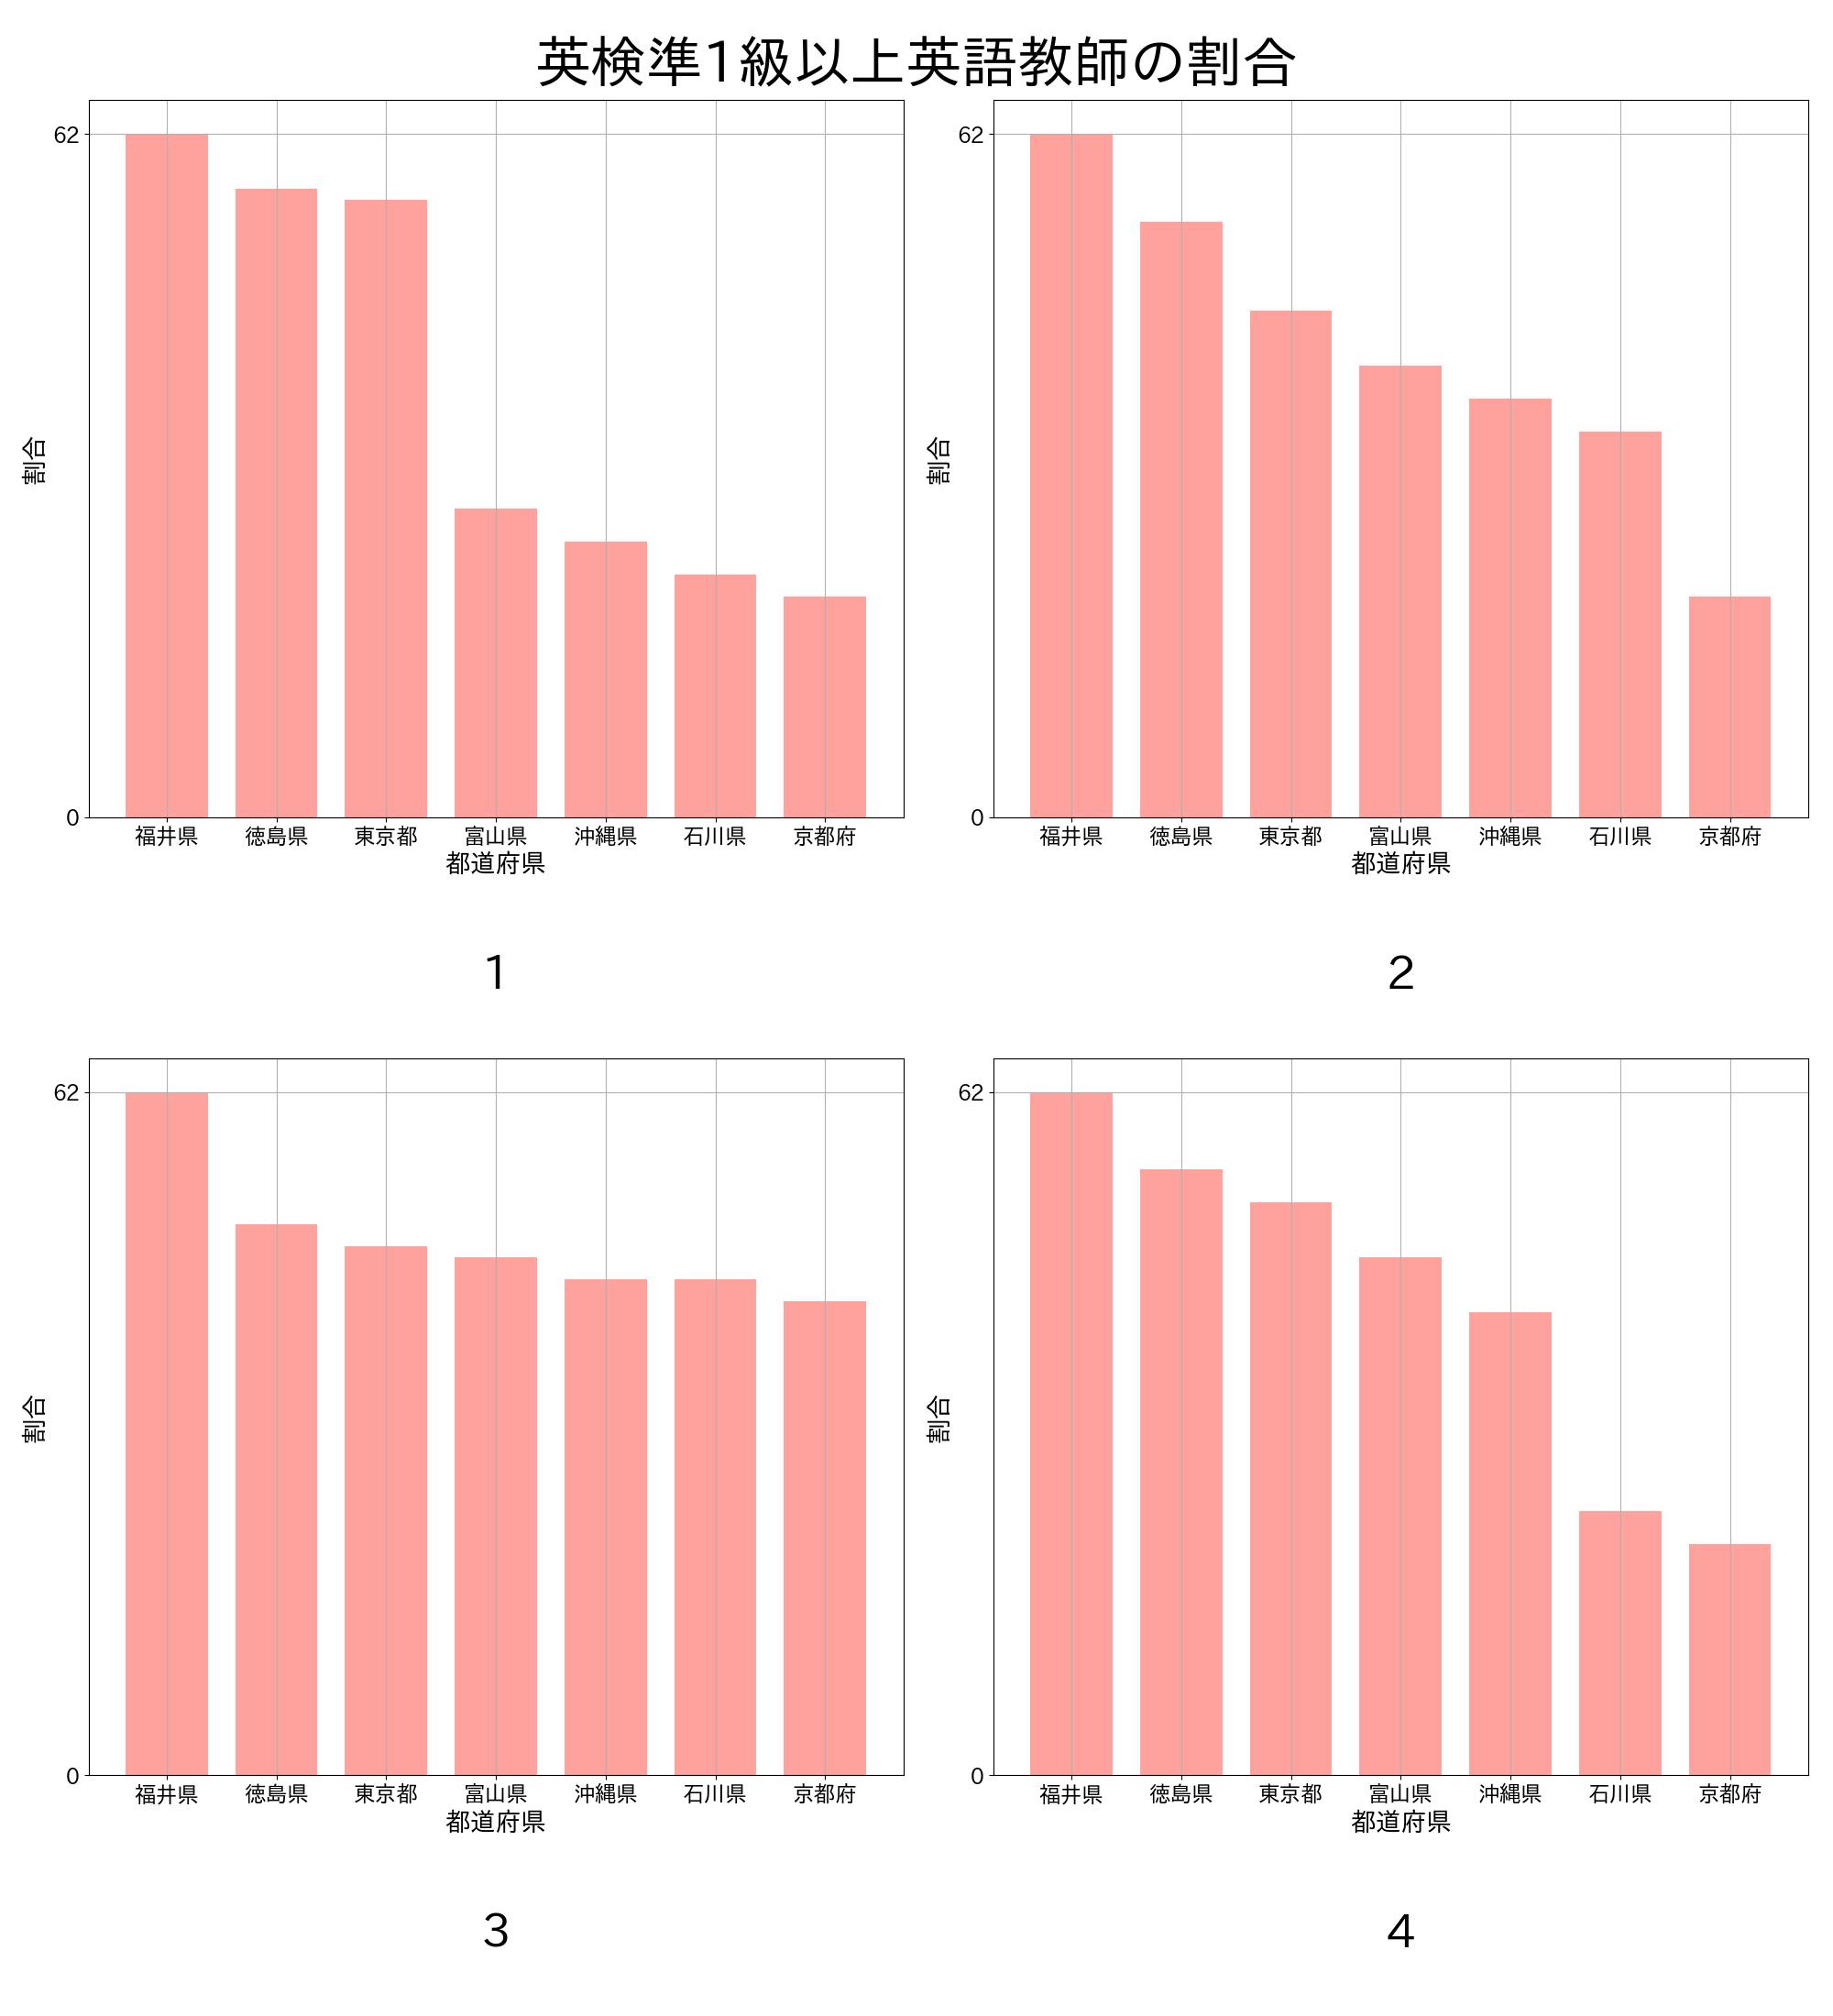 英検準1級以上英語教師の割合
62
0
割合
福井県 徳島県 東京都 富山県 沖縄県 石川県 京都府
都道府県
1
62
0
割合
福井県 徳島県 東京都 富山県 沖縄県 石川県 京都府
都道府県
2
62
0
割合
福井県 徳島県 東京都 富山県 沖縄県 石川県 京都府
都道府県
3
62
0
割合
福井県 徳島県 東京都 富山県 沖縄県 石川県 京都府
都道府県
4